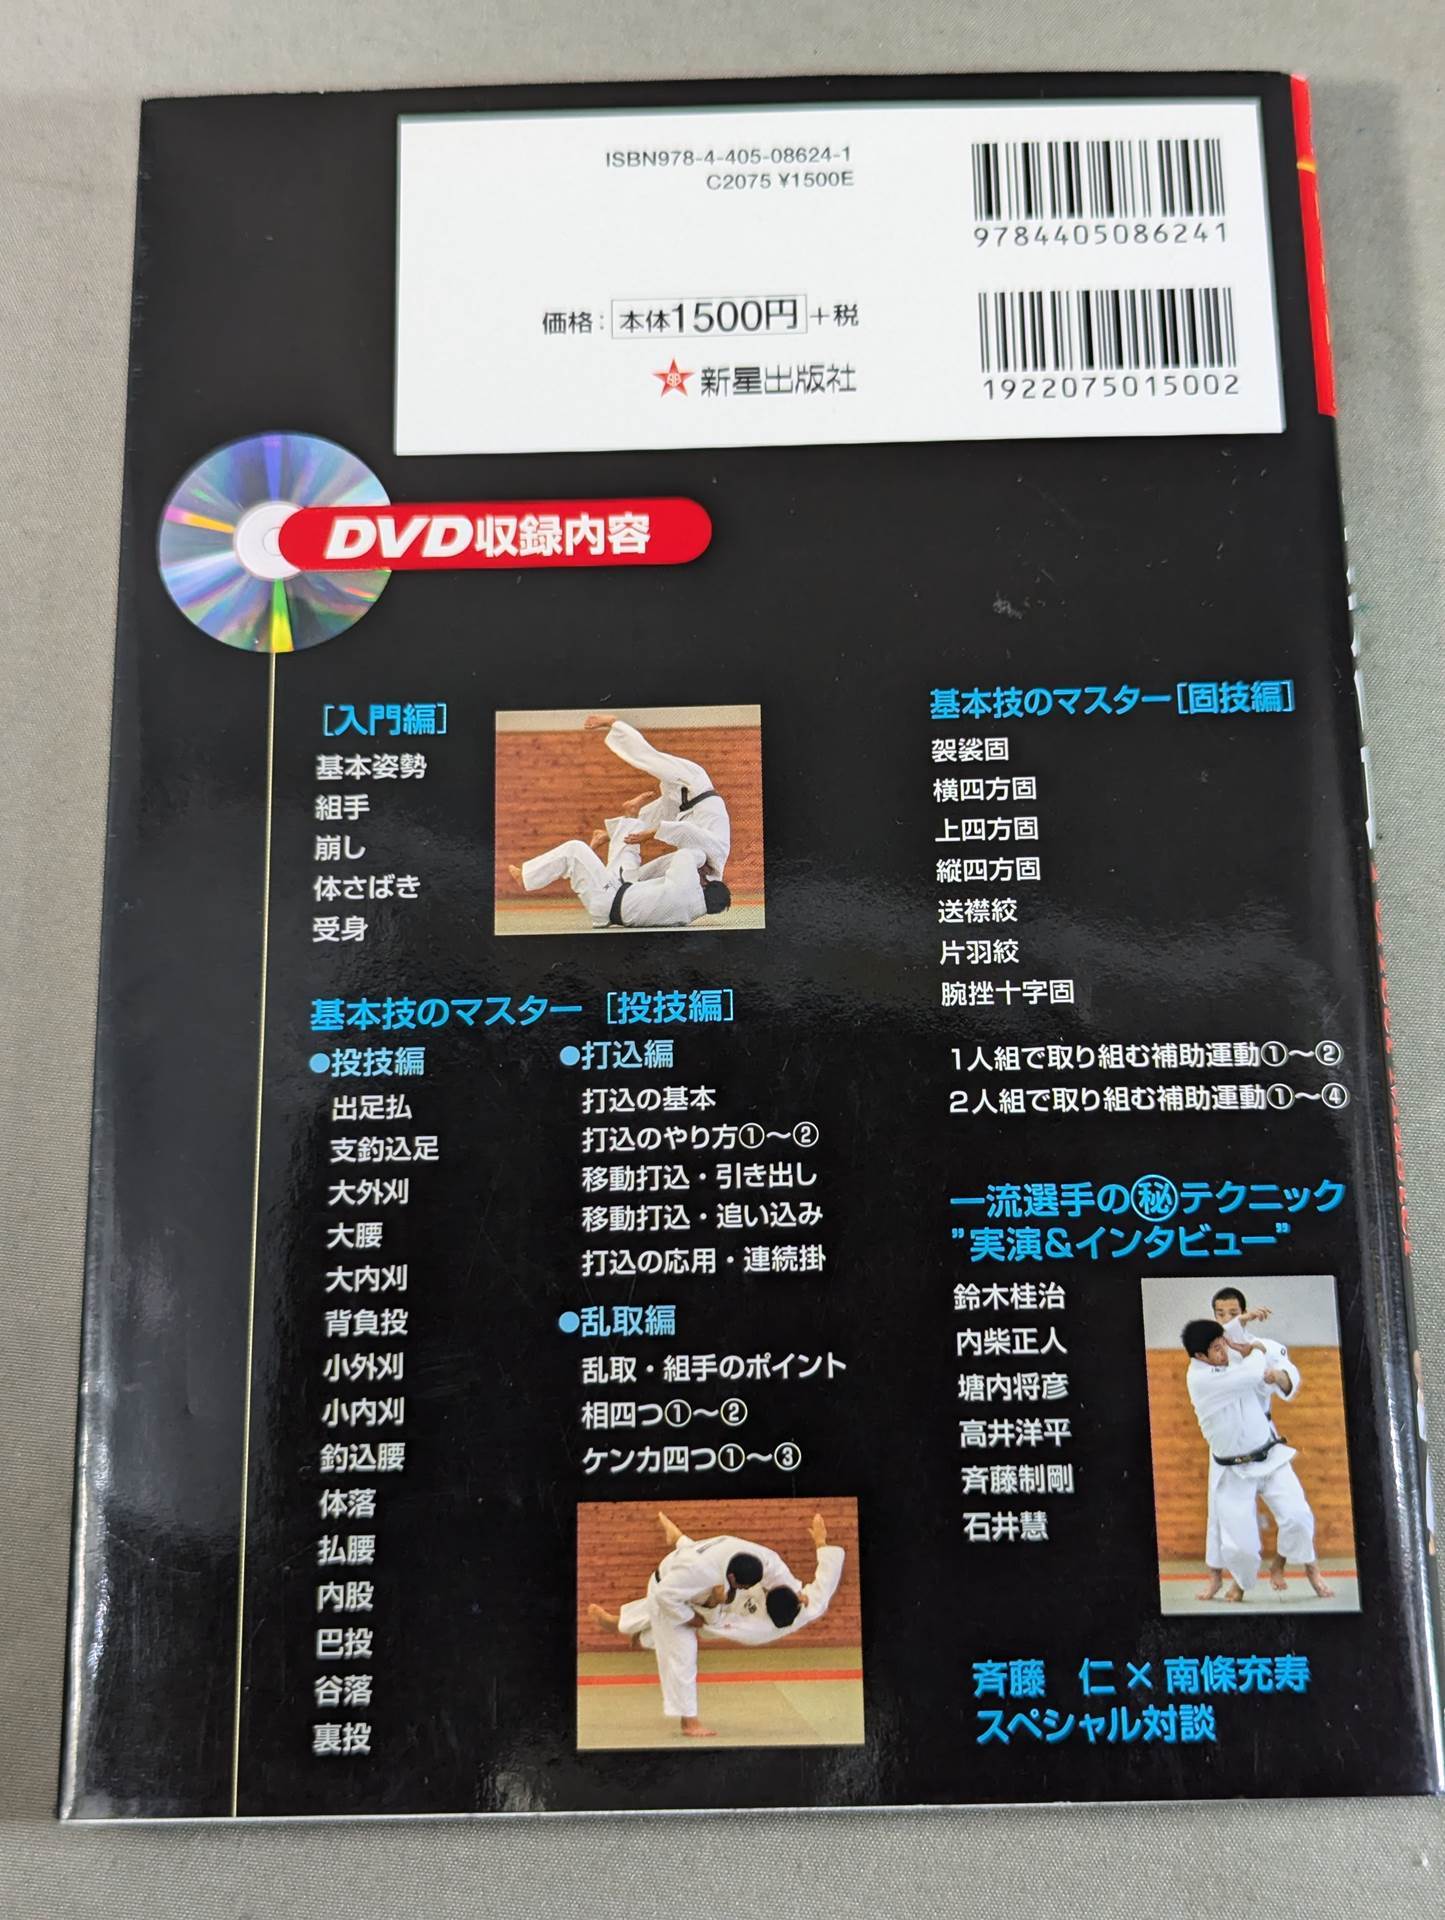 ISBN978-4-405-08624-1
C2075 ¥1500E
9784405086241
価格：本体1500円+税
新星出版社
1922075015002
DVD収録内容
[入門編]
基本姿勢
組手
崩し
体さばき
受身
基本技のマスター [投技編]
●投技編
出足払
支釣込足
大外刈
大腰
大内刈
背負投
小外刈
小内刈
釣込腰
体落
払腰
内股
巴投
谷落
裏投
●打込編
打込の基本
打込のやり方①〜②
移動打込・引き出し
移動打込・追い込み
打込の応用・連続掛
●乱取編
乱取・組手のポイント
相四つ①〜②
ケンカ四つ①〜③
基本技のマスター[固技編]
袈裟固
横四方固
上四方固
縦四方固
送襟絞
片羽絞
腕挫十字固
1人組で取り組む補助運動①〜②
2人組で取り組む補助運動①〜④
一流選手の㊙テクニック
"実演&インタビュー"
鈴木桂治
内柴正人
塘内将彦
高井洋平
斉藤制剛
石井慧
斉藤 仁×南條充寿
スペシャル対談